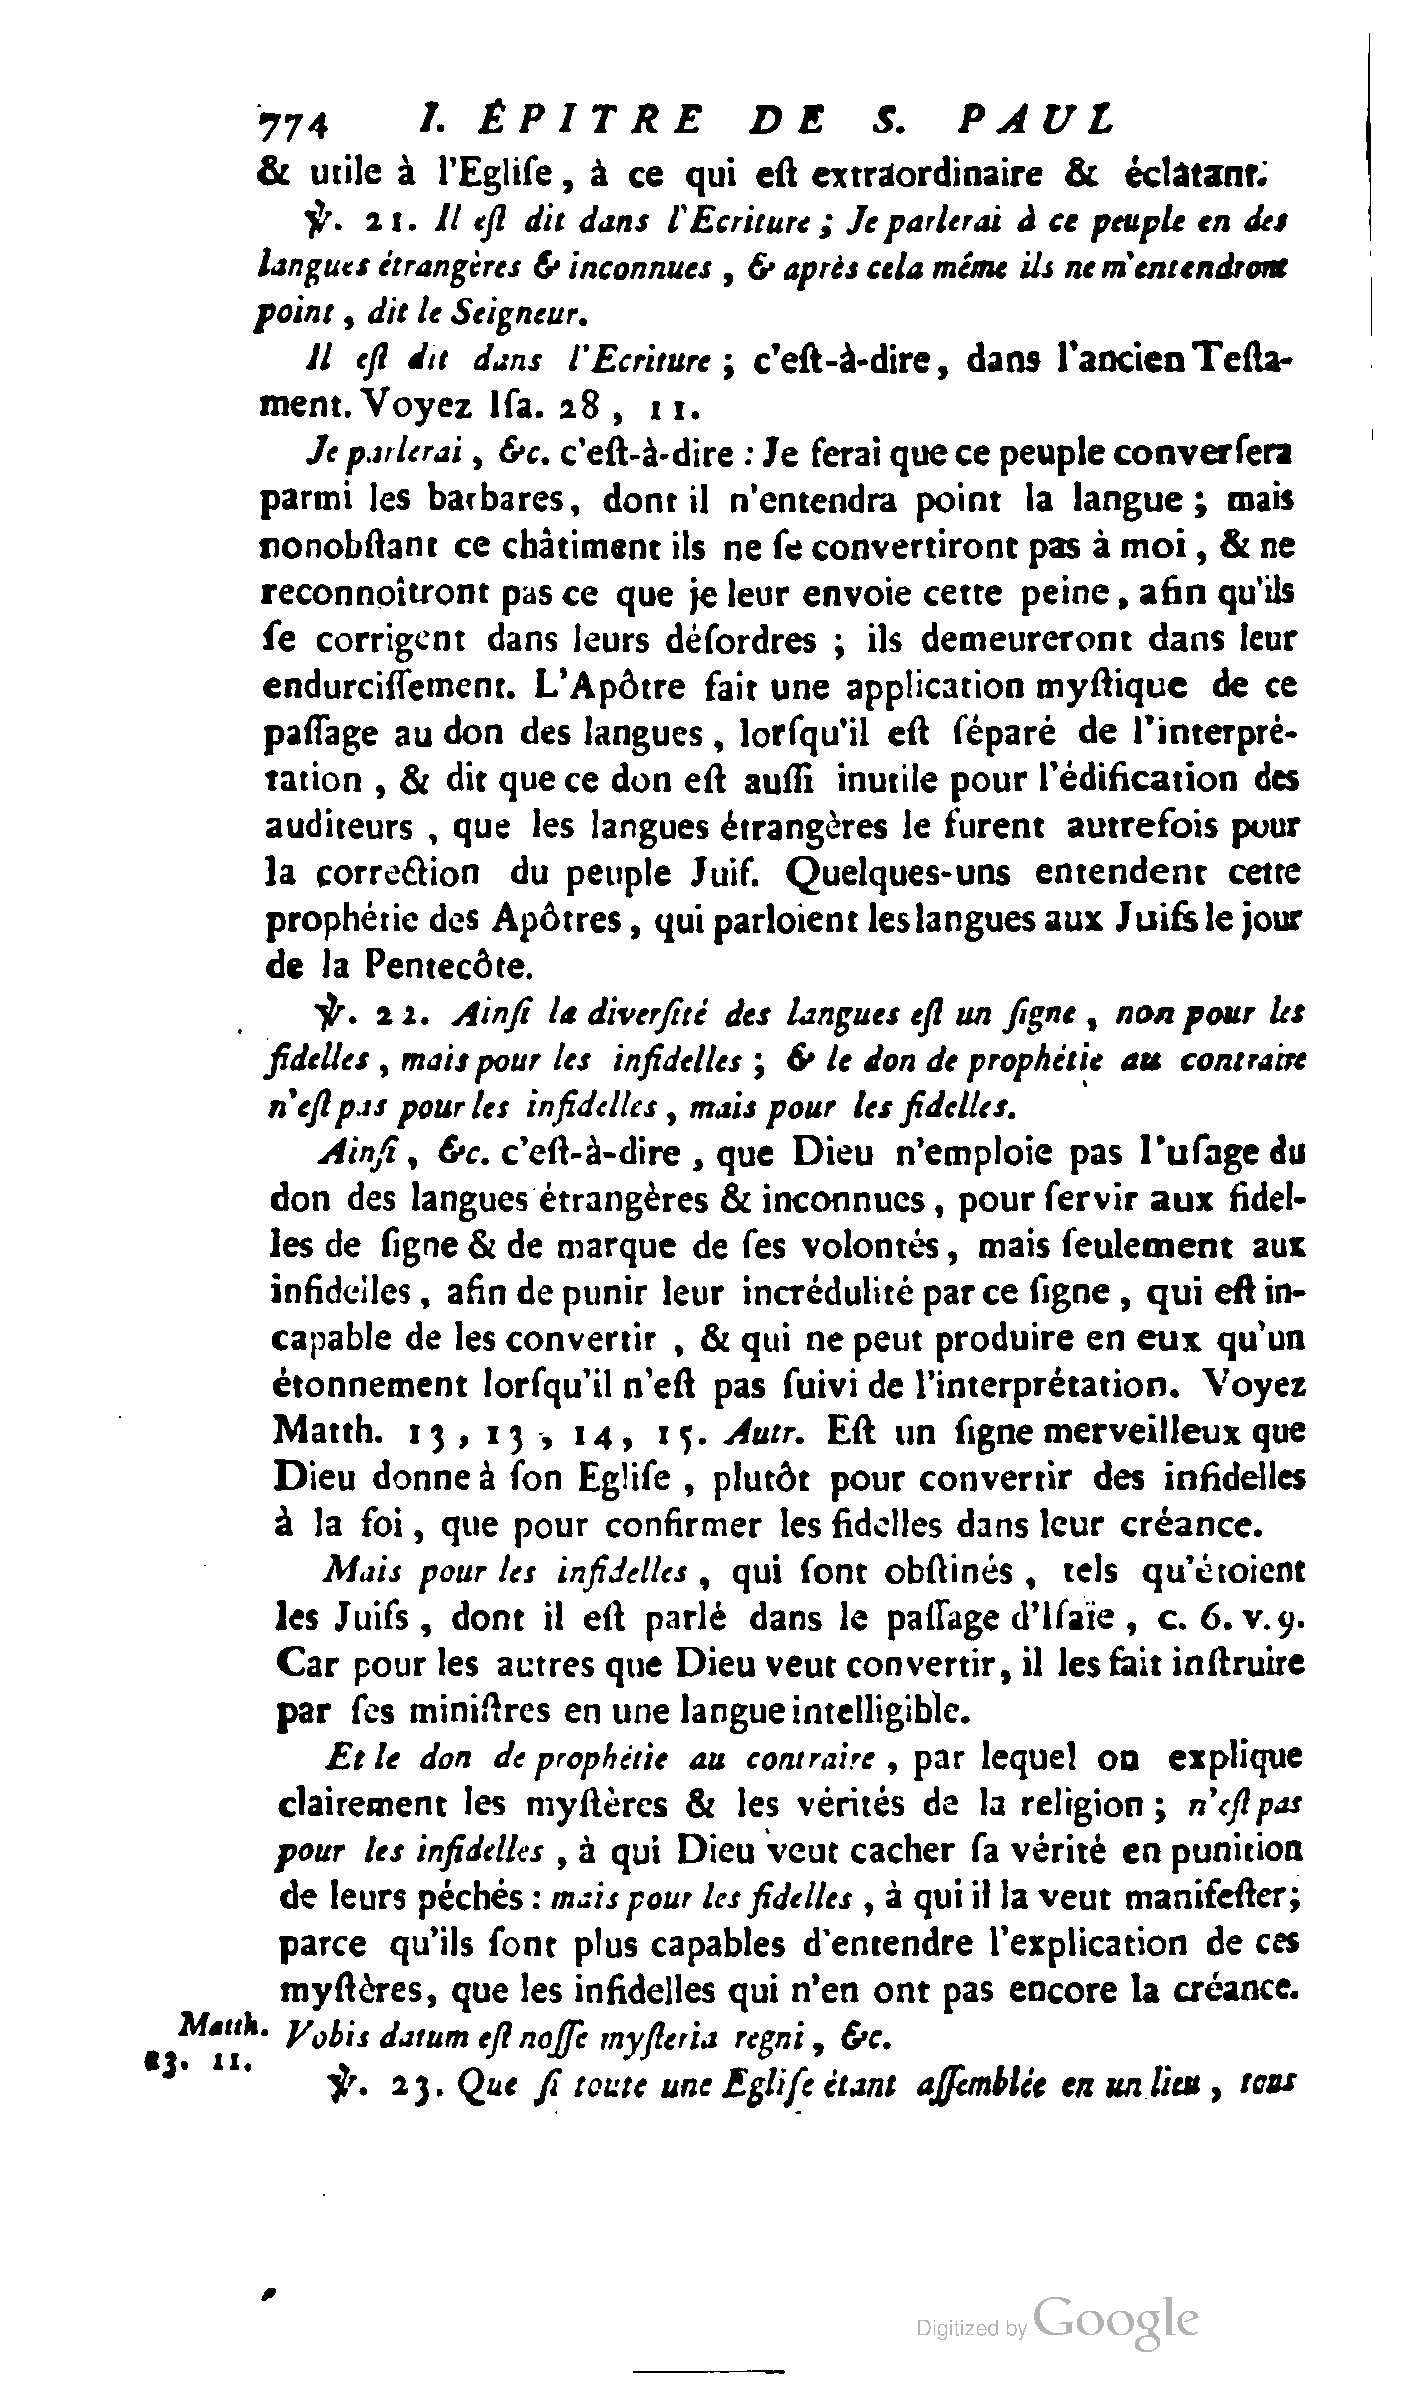 774 I. ÉPITRE DE S. PAUL
& utile à l'Egliſe, à ce qui eſt extraordinaire & éclatant.
℣. 21. Il eſt dit dans l'Ecriture ; Je parlerai à ce peuple en des
langues étrangères & inconnues, & après cela même ils ne m'entendront
point, dit le Seigneur.
Il eſt dit dans l'Ecriture ; c'eſt-à-dire, dans l'ancien Teſta-
ment. Voyez Iſa. 28, 11.
Je parlerai, &c. c'eſt-à-dire : Je ferai que ce peuple converſera
parmi les barbares, dont il n'entendra point la langue ; mais
nonobſtant ce châtiment ils ne ſe convertiront pas à moi, & ne
reconnoîtront pas ce que je leur envoie cette peine, afin qu'ils
ſe corrigent dans leurs déſordres ; ils demeureront dans leur
endurciſſement. L'Apôtre fait une application myſtique de ce
paſſage au don des langues, lorſqu'il eſt ſéparé de l'interpré-
tation, & dit que ce don eſt auſſi inutile pour l'édification des
auditeurs, que les langues étrangères le furent autrefois pour
la correction du peuple Juif. Quelques-uns entendent cette
prophétie des Apôtres, qui parloient les langues aux Juifs le jour
de la Pentecôte.
℣. 22. Ainſi la diverſité des langues eſt un ſigne, non pour les
fidelles, mais pour les infidelles ; & le don de prophétie au contraire
n'eſt pas pour les infidelles, mais pour les fidelles.
Ainſi, &c. c'eſt-à-dire, que Dieu n'emploie pas l'uſage du
don des langues étrangères & inconnues, pour ſervir aux fidel-
les de ſigne & de marque de ſes volontés, mais ſeulement aux
infidelles, afin de punir leur incrédulité par ce ſigne, qui eſt in-
capable de les convertir, & qui ne peut produire en eux qu'un
étonnement lorſqu'il n'eſt pas ſuivi de l'interprétation. Voyez
Matth. 13, 13, 14, 15. Autr. Eſt un ſigne merveilleux que
Dieu donne à ſon Egliſe, plutôt pour convertir des infidelles
à la foi, que pour confirmer les fidelles dans leur créance.
Mais pour les infidelles, qui ſont obſtinés, tels qu'étoient
les Juifs, dont il eſt parlé dans le paſſage d'Iſaïe, c. 6. v. 9.
Car pour les autres que Dieu veut convertir, il les fait inſtruire
par ſes miniſtres en une langue intelligible.
Et le don de prophétie au contraire, par lequel on explique
clairement les myſtères & les vérités de la religion ; n'eſt pas
pour les infidelles, à qui Dieu veut cacher ſa vérité en punition
de leurs péchés : mais pour les fidelles, à qui il la veut manifeſter ;
parce qu'ils ſont plus capables d'entendre l'explication de ces
myſtères, que les infidelles qui n'en ont pas encore la créance.
Matth. Vobis datum eſt noſſe myſteria regni, &c.
13. 11.
℣. 23. Que ſi toute une Egliſe étant aſſemblée en un lieu, tous
Digitized by Google